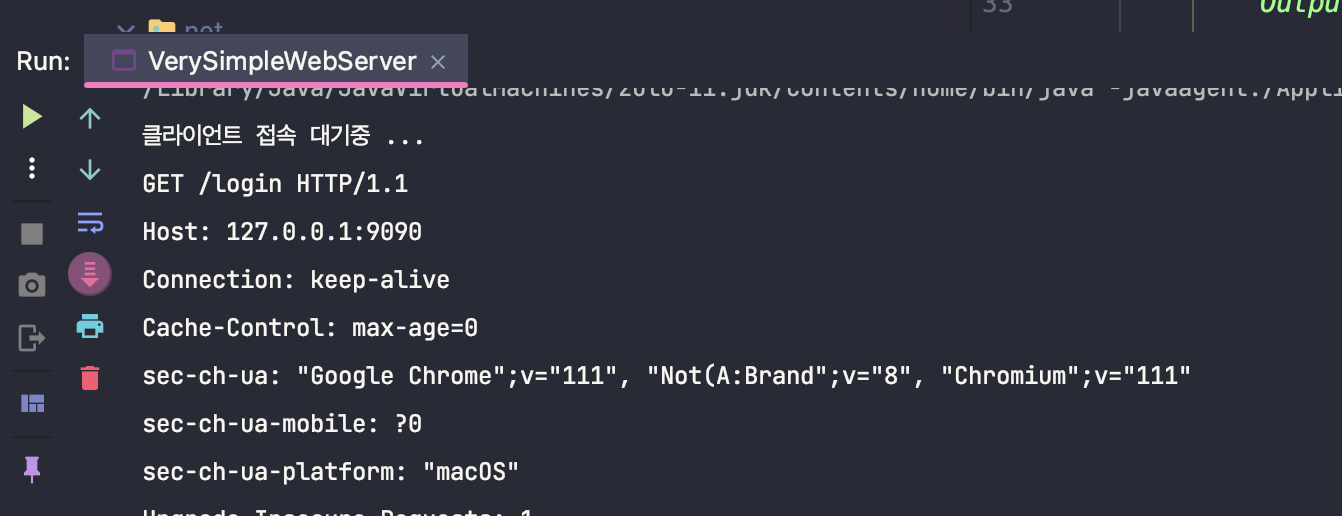 net
33
Outpu
Run:
VerySimpleWebServer
/Library/Java/JavaVirtualMachines/zulu-11.jdk/Contents/Home/bin/java -javaagent:/Appli
클라이언트 접속 대기중 ...
GET /login HTTP/1.1
Host: 127.0.0.1:9090
Connection: keep-alive
Cache-Control: max-age=0
sec-ch-ua: "Google Chrome";v="111", "Not(A:Brand";v="8", "Chromium";v="111"
sec-ch-ua-mobile: ?0
sec-ch-ua-platform: "macOS"
Upgrade-Insecure-Requests: 1